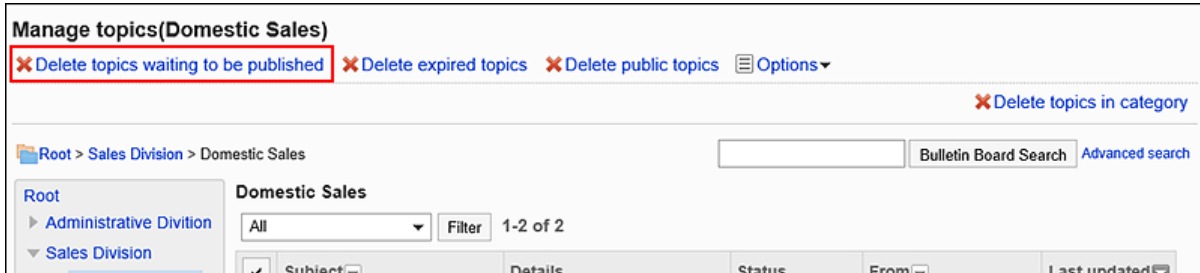 Manage topics(Domestic Sales)
Delete topics waiting to be published Delete expired topics Delete public topics Options
Delete topics in category
Root > Sales Division > Domestic Sales Bulletin Board Search Advanced search
Root Domestic Sales
Administrative Divition All Filter 1-2 of 2
Sales Division
Subject Details Status From Last updated